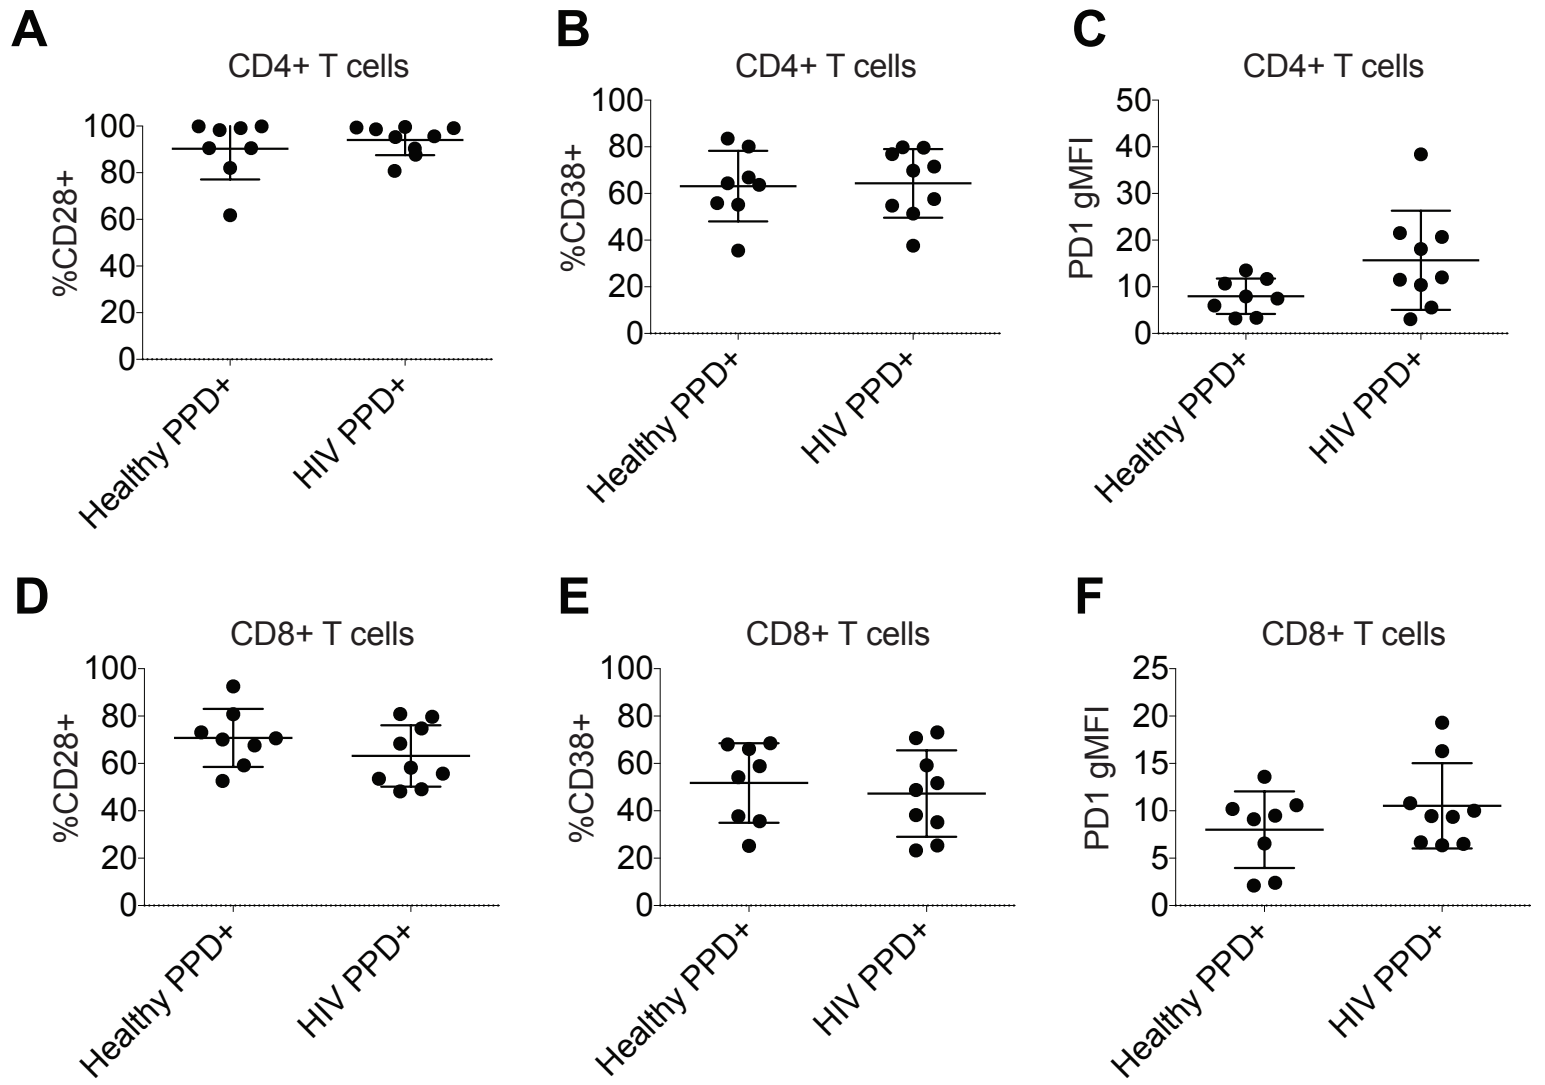 A
CD4+ T cells
%CD28+
100
80
60
40
20
0
Healthy PPD+
HIV PPD+
B
CD4+ T cells
%CD38+
100
80
60
40
20
0
Healthy PPD+
HIV PPD+
C
CD4+ T cells
PD1 gMFI
50
40
30
20
10
0
Healthy PPD+
HIV PPD+
D
CD8+ T cells
%CD28+
100
80
60
40
20
0
Healthy PPD+
HIV PPD+
E
CD8+ T cells
%CD38+
100
80
60
40
20
0
Healthy PPD+
HIV PPD+
F
CD8+ T cells
PD1 gMFI
25
20
15
10
5
0
Healthy PPD+
HIV PPD+